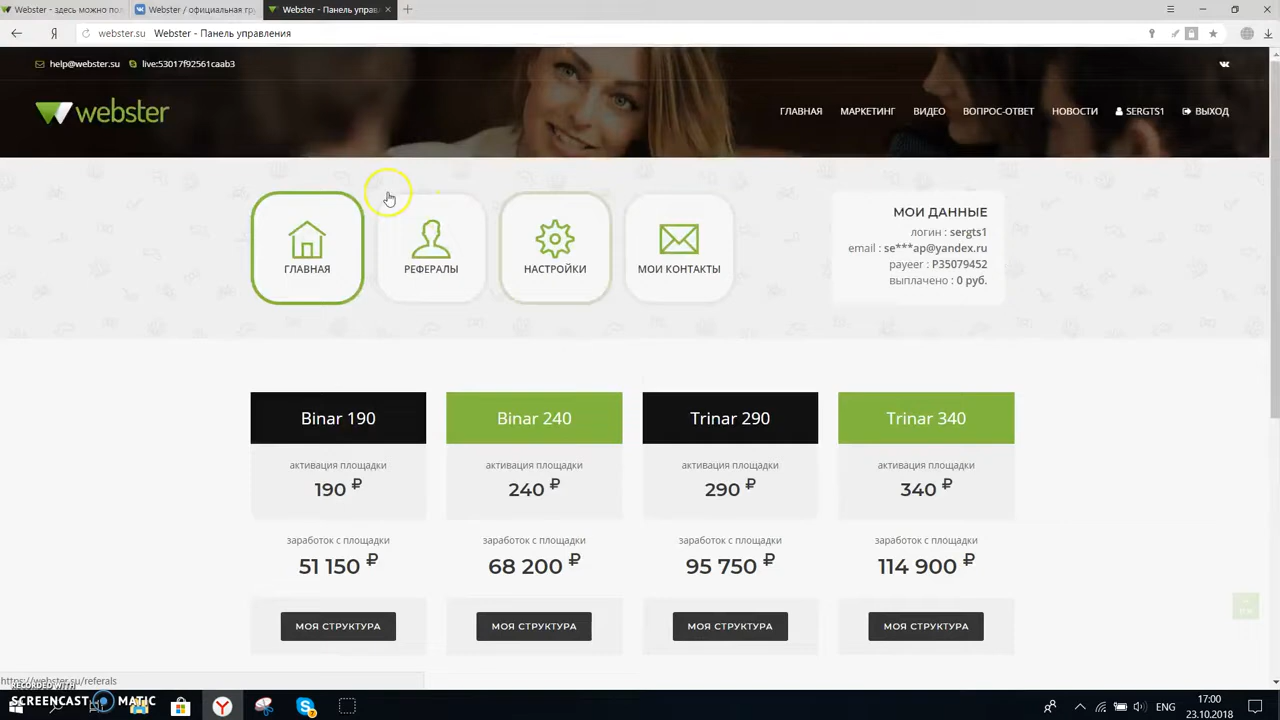 Webster - здесь можно пол
Webster / официальная гру
Webster - Панель управл
webster.su Webster - Панель управления
help@webster.su live:53017f92561caab3
webster
ГЛАВНАЯ МАРКЕТИНГ ВИДЕО ВОПРОС-ОТВЕТ НОВОСТИ SERGTS1 ВЫХОД
ГЛАВНАЯ
РЕФЕРАЛЫ
НАСТРОЙКИ
МОИ КОНТАКТЫ
МОИ ДАННЫЕ
логин : sergts1
email : se***ap@yandex.ru
payeer : P35079452
выплачено : 0 руб.
Binar 190 Binar 240 Trinar 290 Trinar 340
активация площадки активация площадки активация площадки активация площадки
190 ₽ 240 ₽ 290 ₽ 340 ₽
заработок с площадки заработок с площадки заработок с площадки заработок с площадки
51 150 ₽ 68 200 ₽ 95 750 ₽ 114 900 ₽
МОЯ СТРУКТУРА МОЯ СТРУКТУРА МОЯ СТРУКТУРА МОЯ СТРУКТУРА
https://webster.su/referals
RECORDED WITH
SCREENCAST MATIC
ENG
17:00
23.10.2018